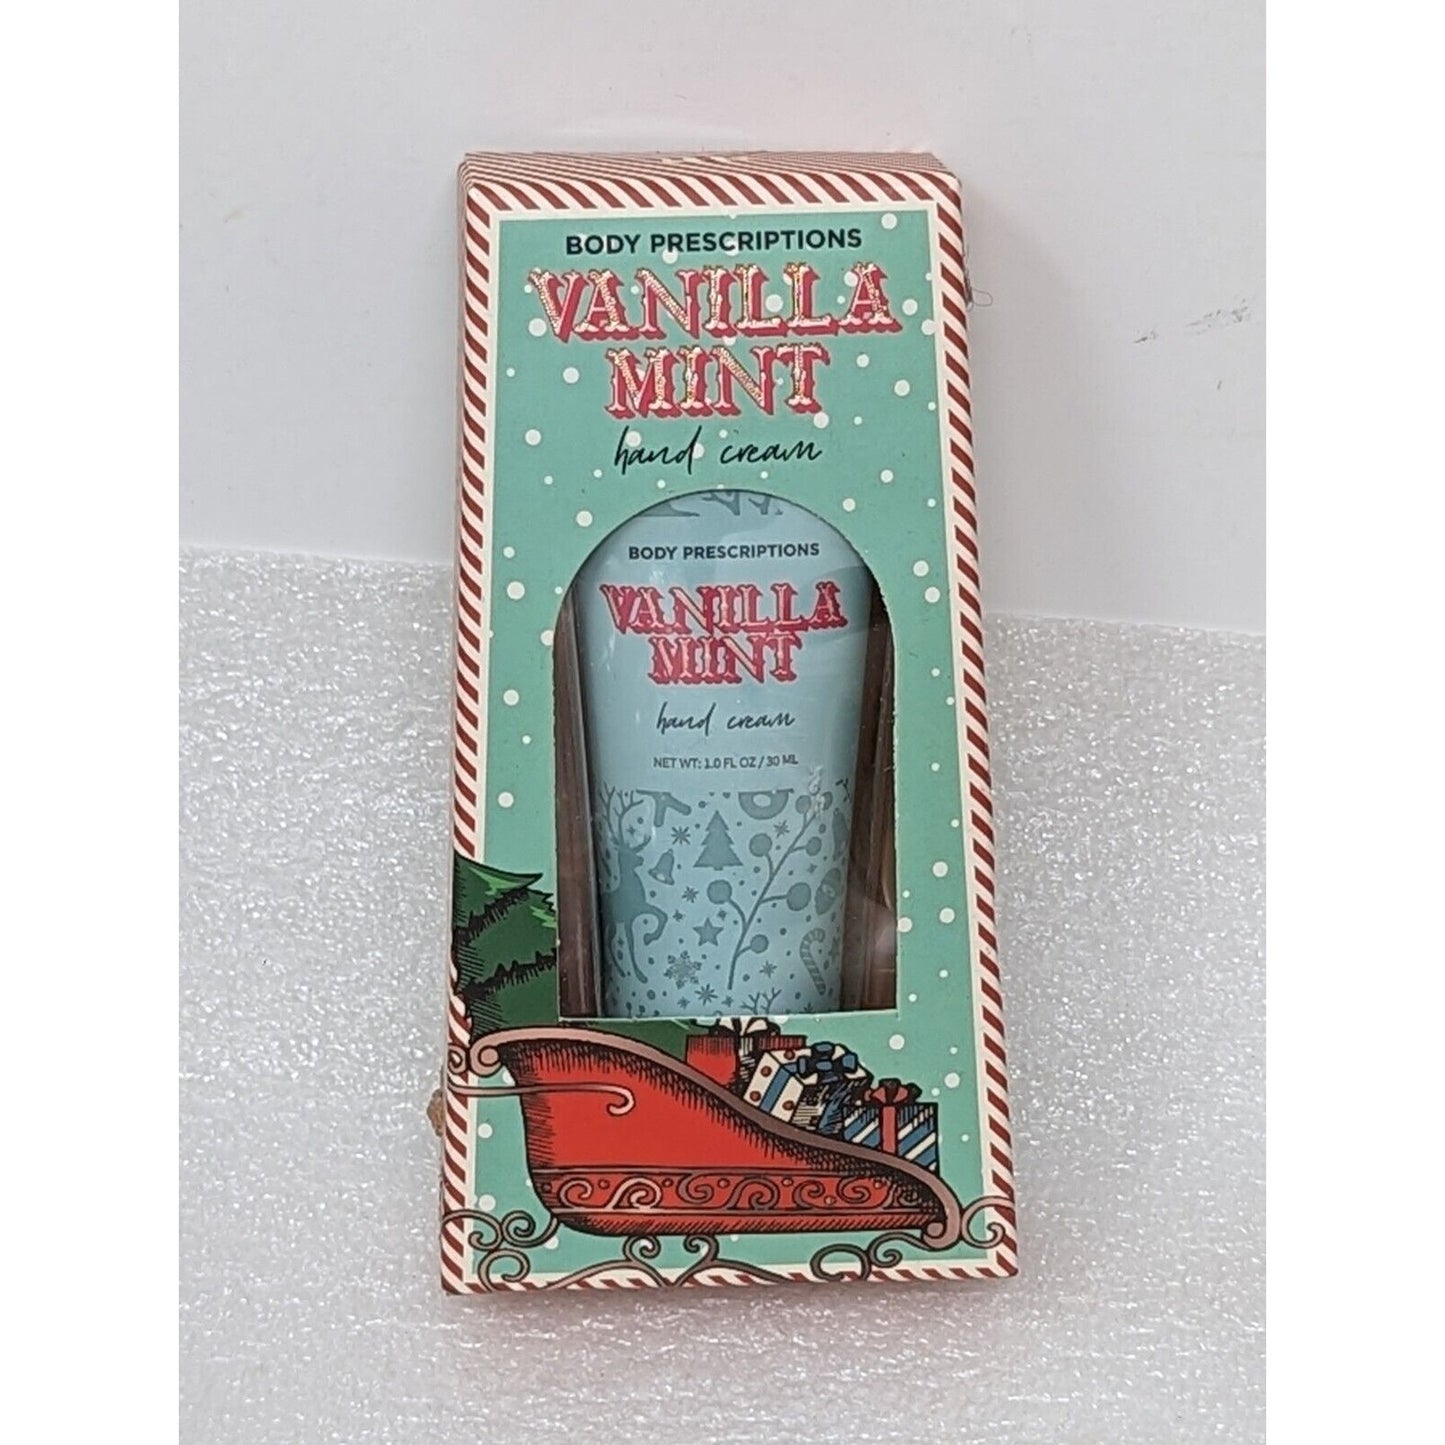 BODY PRESCRIPTIONS
VANILLA
MINT
hand cream
BODY PRESCRIPTIONS
VANILLA
MINT
hand cream
NET WT: 1.0 FL OZ / 30 ML